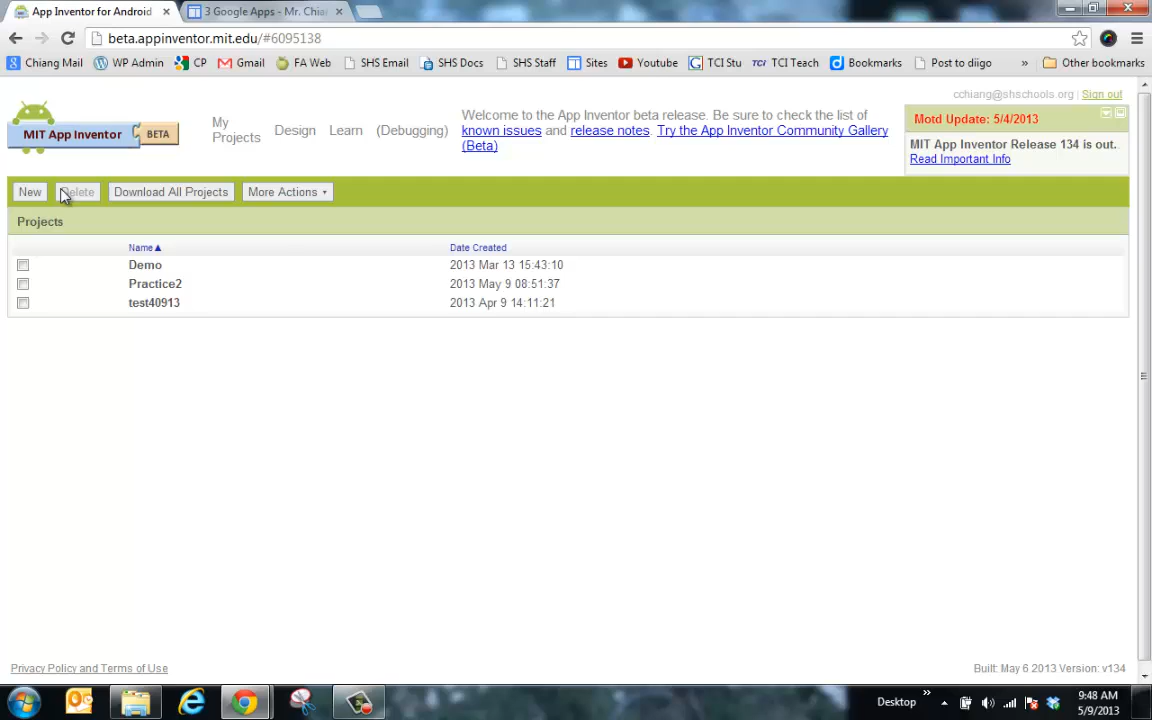 App Inventor for Android
3 Google Apps - Mr. Chia
beta.appinventor.mit.edu/#6095138
Chiang Mail WP Admin CP Gmail FA Web SHS Email SHS Docs SHS Staff Sites Youtube TCI Stu TCI Teach Bookmarks Post to diigo » Other bookmarks
cchiang@shschools.org | Sign out
MIT App Inventor BETA
My Projects Design Learn (Debugging)
Welcome to the App Inventor beta release. Be sure to check the list of
known issues and release notes. Try the App Inventor Community Gallery
(Beta)
Motd Update: 5/4/2013
MIT App Inventor Release 134 is out.
Read Important Info
New Delete Download All Projects More Actions
Projects
Name Date Created
Demo 2013 Mar 13 15:43:10
Practice2 2013 May 9 08:51:37
test40913 2013 Apr 9 14:11:21
Privacy Policy and Terms of Use
Built: May 6 2013 Version: v134
Desktop »
9:48 AM
5/9/2013